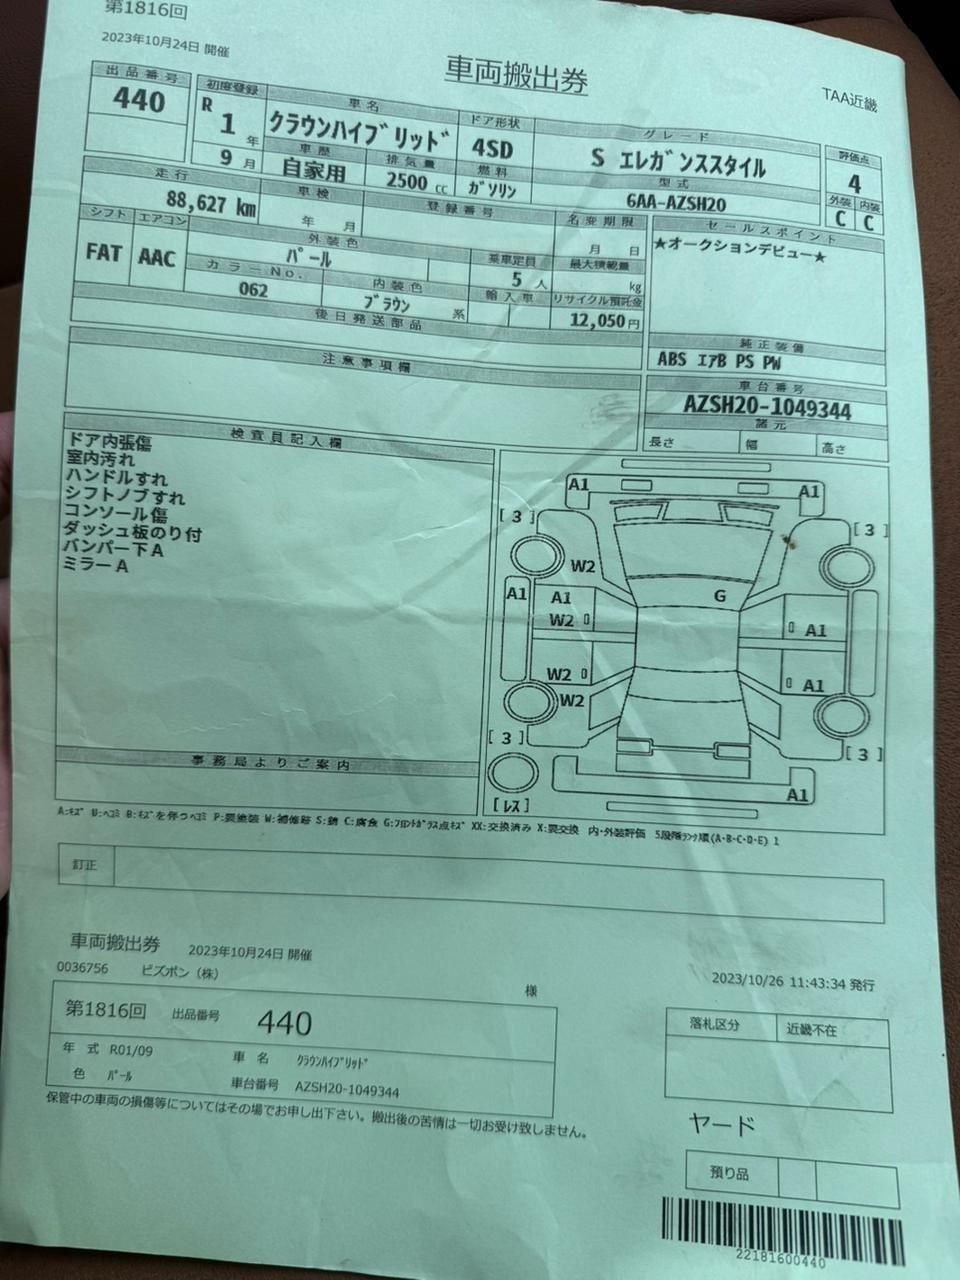 第1816回
2023年10月24日 開催
車両搬出券
TAA近畿
出品番号
440
初度登録
R 1 年
9 月
車名
クラウンハイブリッド
ドア形状
4SD
グレード
S エレガンススタイル
評価点
4
外装 内装
C C
車歴
自家用
排気量
2500 cc
燃料
ガソリン
型式
6AA-AZSH20
走行
88,627 km
車検
年 月
登録番号
名変期限
月 日
セールスポイント
★オークションデビュー★
シフト
FAT
エアコン
AAC
外装色
パール
カラーNo.
062
内装色
ブラウン 系
乗車定員
5 人
最大積載量
kg
輸入車
リサイクル預託金
12,050円
後日発送部品
純正装備
ABS エアB PS PW
注意事項欄
車台番号
AZSH20-1049344
諸元
長さ 幅 高さ
検査員記入欄
ドア内張傷
室内汚れ
ハンドルすれ
シフトノブすれ
コンソール傷
ダッシュ板のり付
バンパー下A
ミラーA
A1 A1
[ 3 ] [ 3 ]
W2
G
A1 A1
W2 A1
W2 A1
W2
[ 3 ] [ 3 ]
A1
[レス]
事務局よりご案内
A:キズ U:ヘコミ B:キズを伴うヘコミ P:要塗装 W:補修跡 S:錆 C:腐食 G:フロントガラス点キズ XX:交換済み X:要交換 内・外装評価 5段階ランク順(A・B・C・D・E) 1
訂正
車両搬出券 2023年10月24日 開催
0036756 ビズポン（株）
様
2023/10/26 11:43:34 発行
第1816回 出品番号 440
年 式 R01/09 車 名 クラウンハイブリッド
色 パール 車台番号 AZSH20-1049344
保管中の車両の損傷等についてはその場でお申し出下さい。搬出後の苦情は一切お受け致しません。
落札区分 近畿不在
ヤード
預り品
22181600440